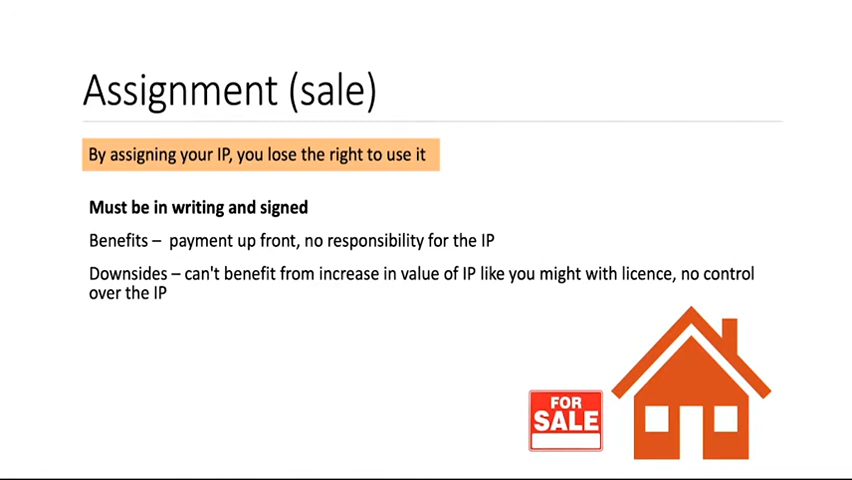 Assignment (sale)
By assigning your IP, you lose the right to use it
Must be in writing and signed
Benefits –  payment up front, no responsibility for the IP
Downsides – can't benefit from increase in value of IP like you might with licence, no control
over the IP
FOR
SALE